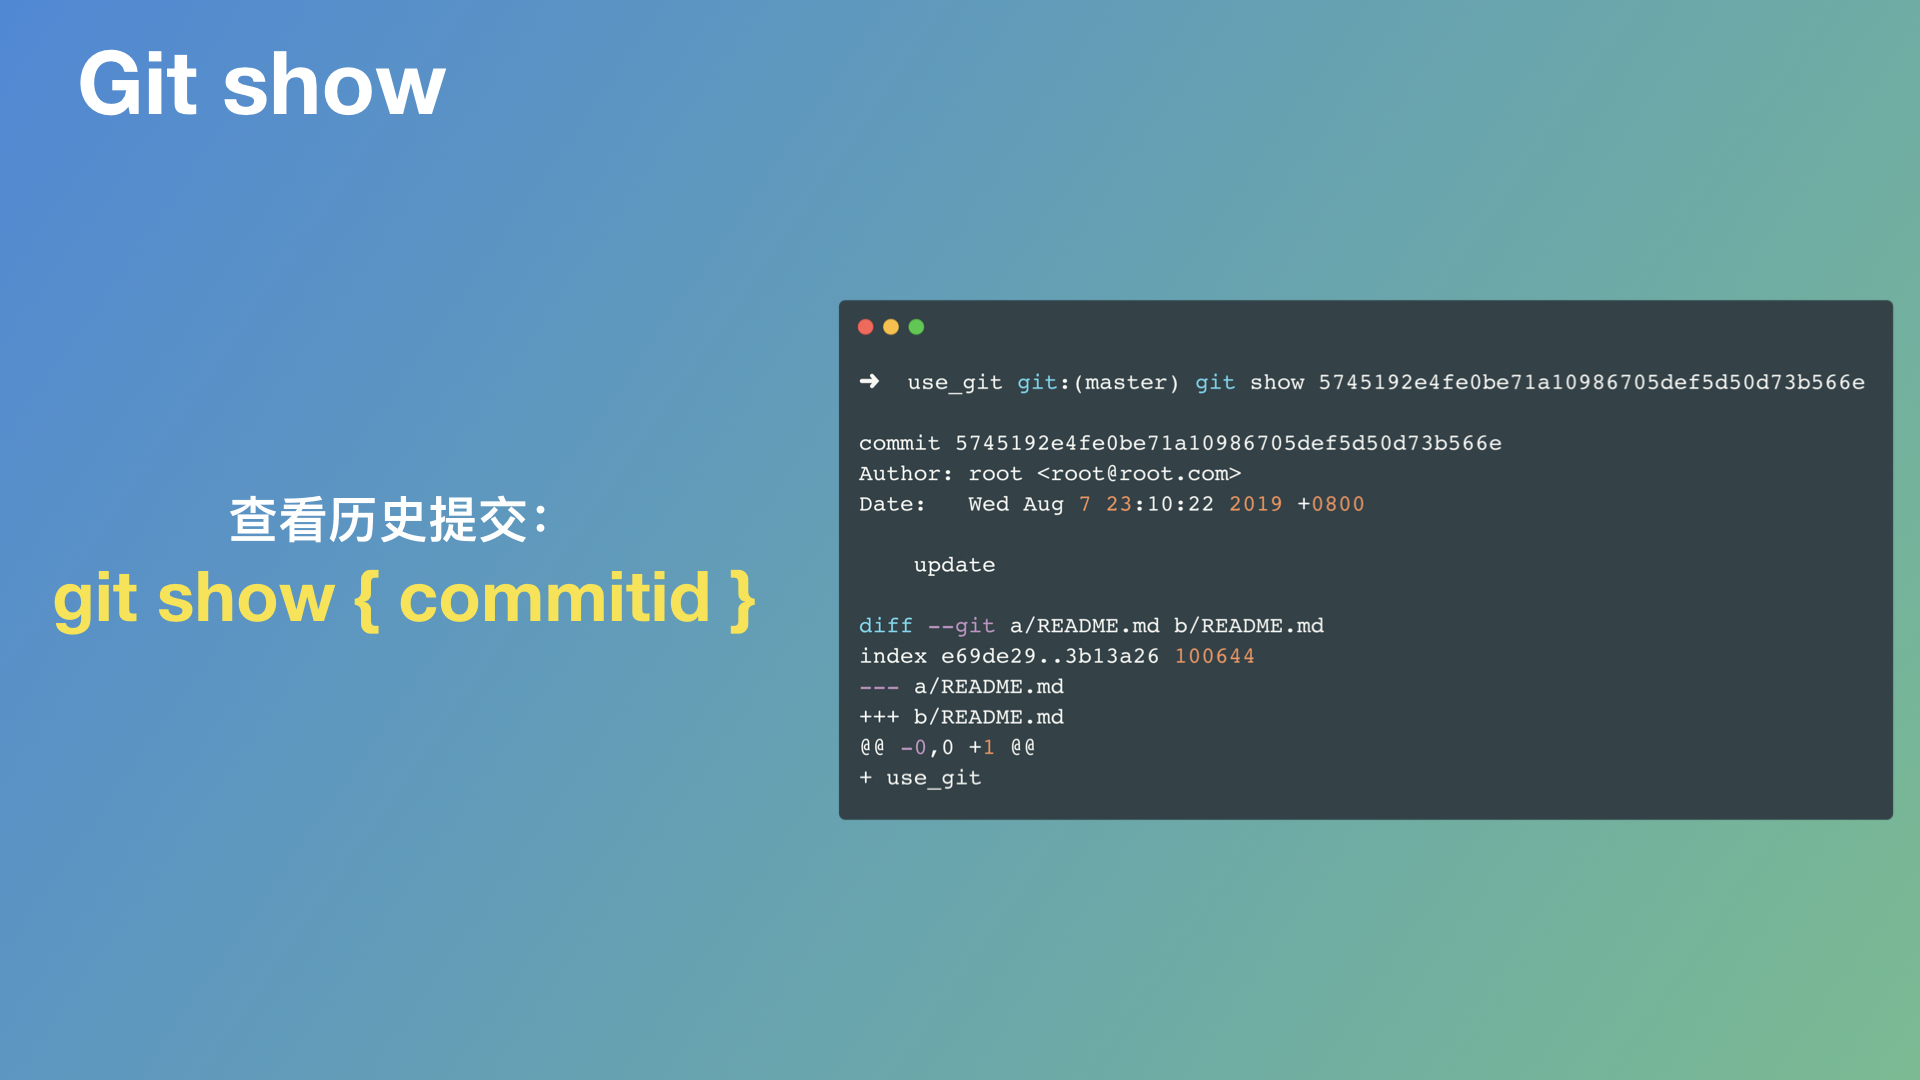 Git show
查看历史提交：
git show { commitid }
➜  use_git git:(master) git show 5745192e4fe0be71a10986705def5d50d73b566e
commit 5745192e4fe0be71a10986705def5d50d73b566e
Author: root <root@root.com>
Date:   Wed Aug 7 23:10:22 2019 +0800
    update
diff --git a/README.md b/README.md
index e69de29..3b13a26 100644
--- a/README.md
+++ b/README.md
@@ -0,0 +1 @@
+ use_git